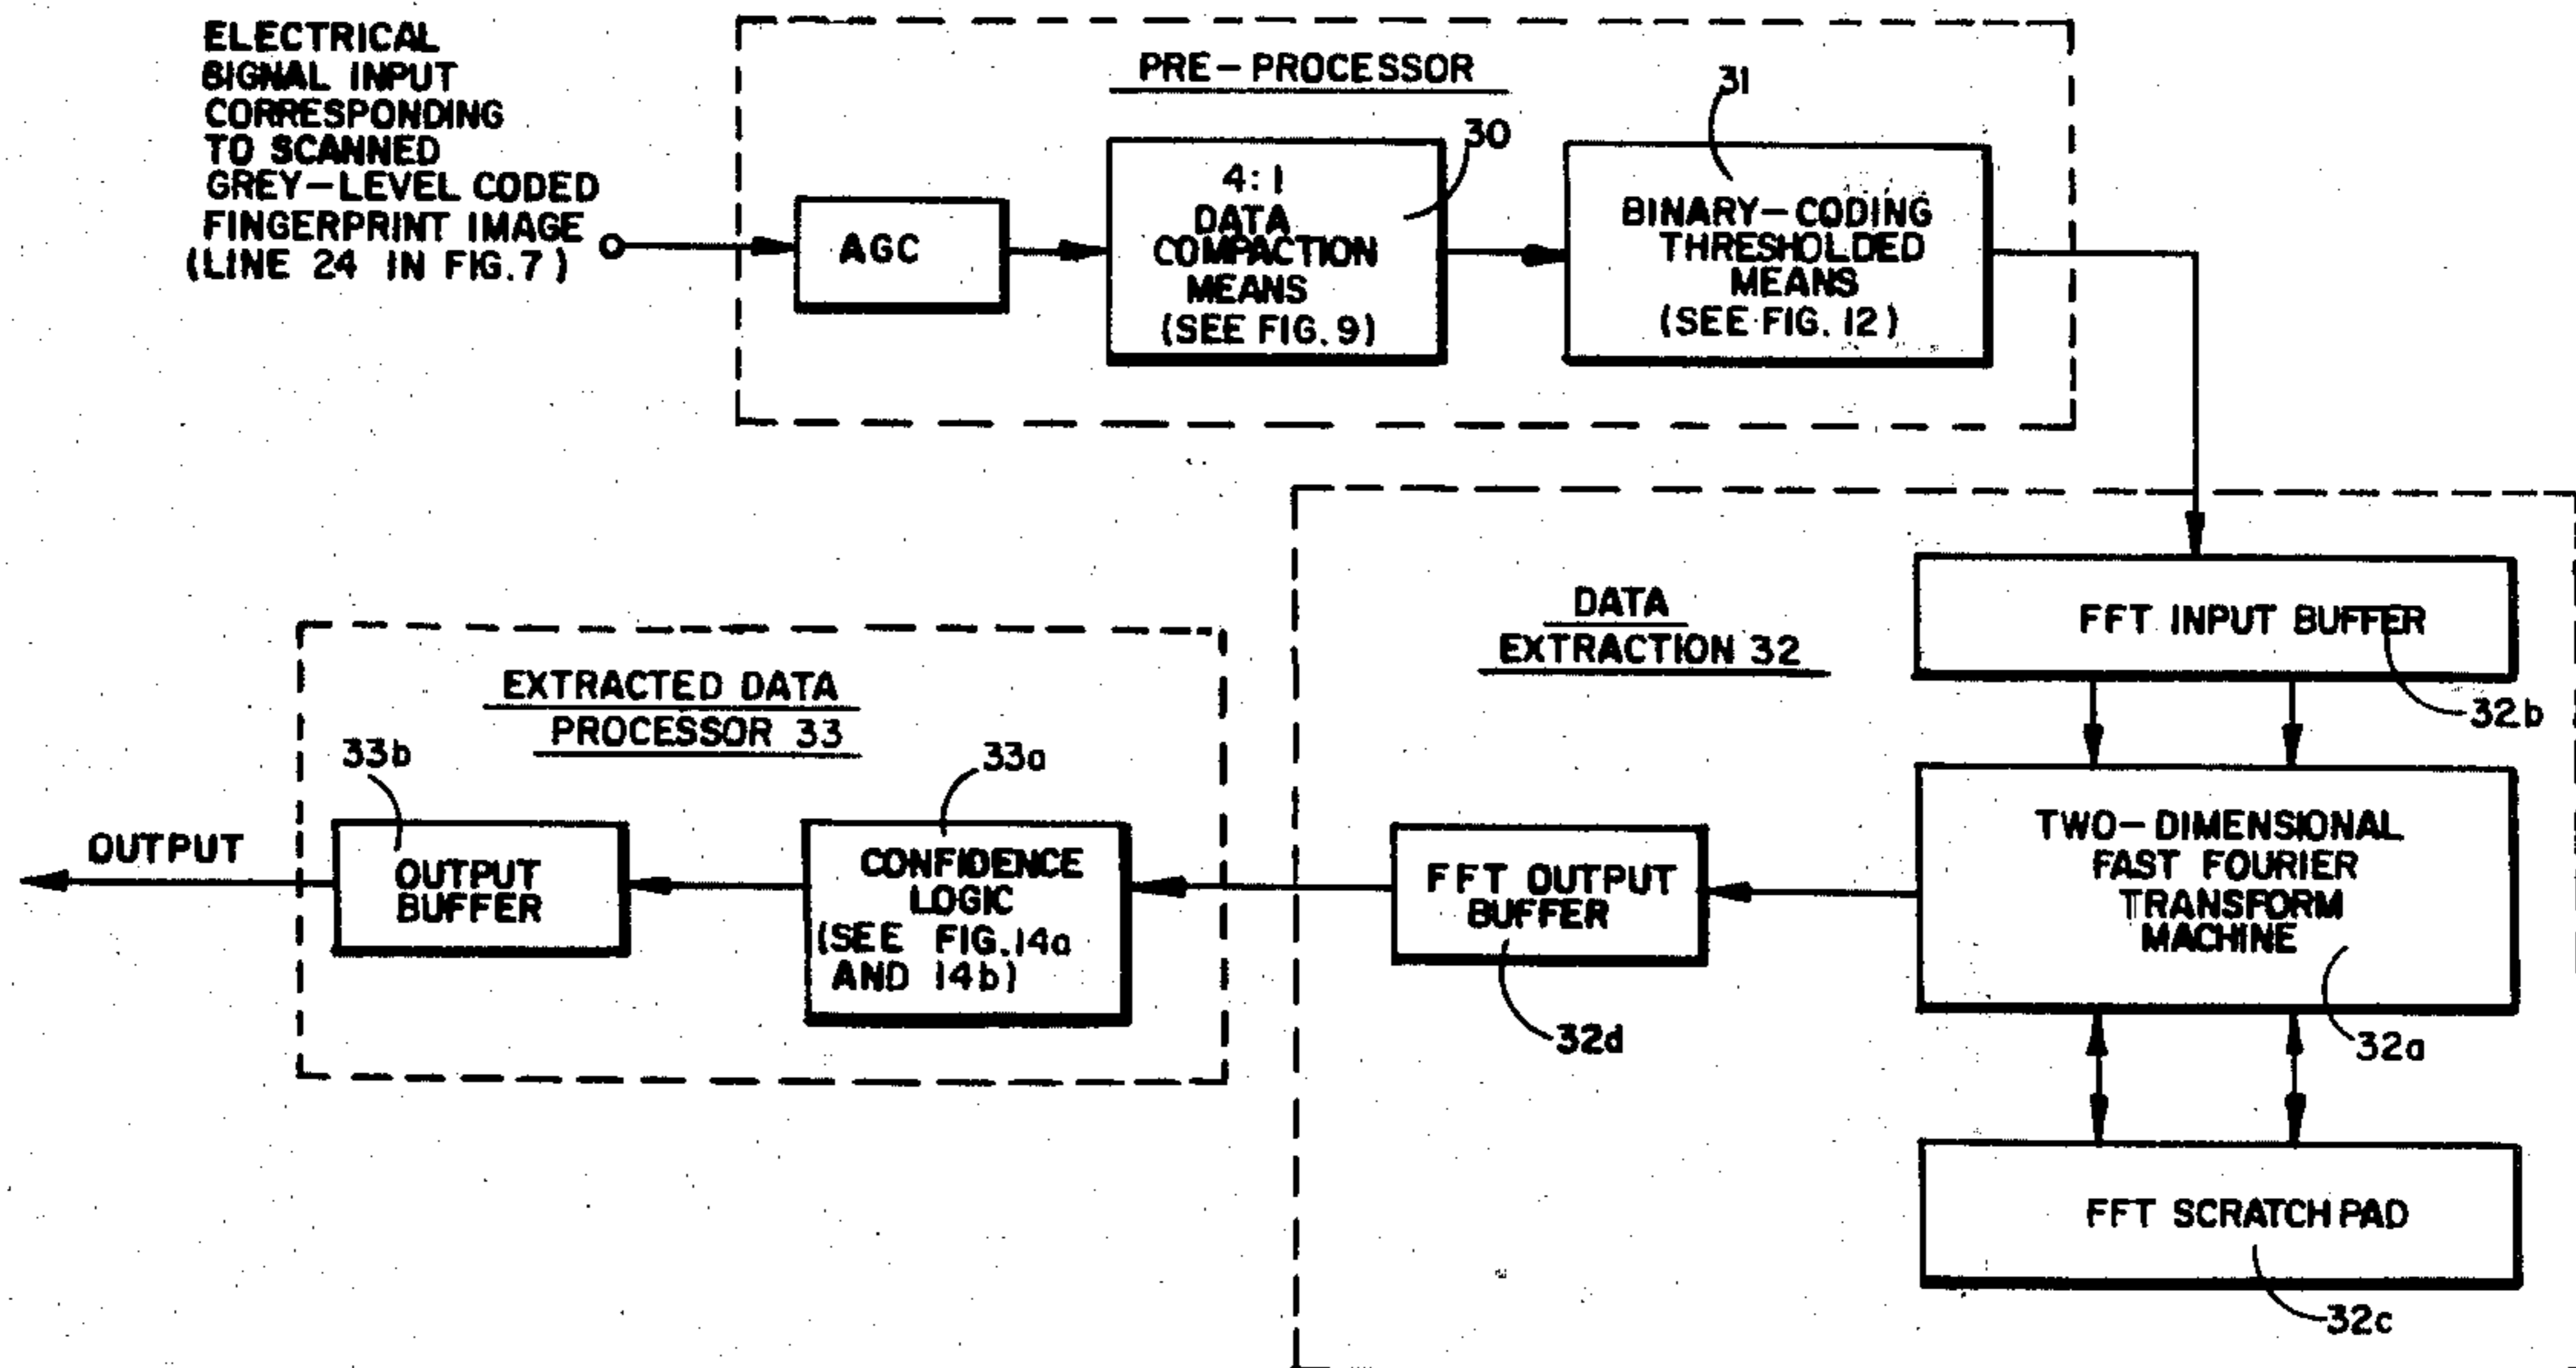 ELECTRICAL
SIGNAL INPUT
CORRESPONDING
TO SCANNED
GREY-LEVEL CODED
FINGERPRINT IMAGE
(LINE 24 IN FIG.7)
PRE-PROCESSOR
AGC
30
4:1
DATA
COMPACTION
MEANS
(SEE FIG. 9)
31
BINARY-CODING
THRESHOLDED
MEANS
(SEE FIG. 12)
DATA
EXTRACTION 32
FFT INPUT BUFFER
32b
TWO-DIMENSIONAL
FAST FOURIER
TRANSFORM
MACHINE
32a
FFT SCRATCH PAD
32c
FFT OUTPUT
BUFFER
32d
EXTRACTED DATA
PROCESSOR 33
33a
CONFIDENCE
LOGIC
(SEE FIG.14a
AND 14b)
33b
OUTPUT
BUFFER
OUTPUT